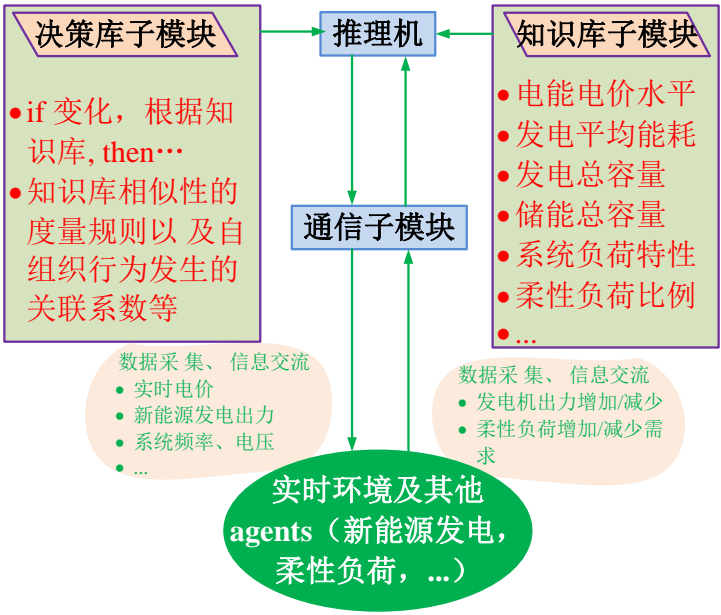 决策库子模块
• if 变化，根据知
识库, then…
• 知识库相似性的
度量规则以 及自
组织行为发生的
关联系数等
推理机
通信子模块
知识库子模块
• 电能电价水平
• 发电平均能耗
• 发电总容量
• 储能总容量
• 系统负荷特性
• 柔性负荷比例
• ...
数据采 集、 信息交流
• 实时电价
• 新能源发电出力
• 系统频率、电压
• ...
数据采 集、 信息交流
• 发电机出力增加/减少
• 柔性负荷增加/减少需
求
实时环境及其他
agents（新能源发电，
柔性负荷，...）